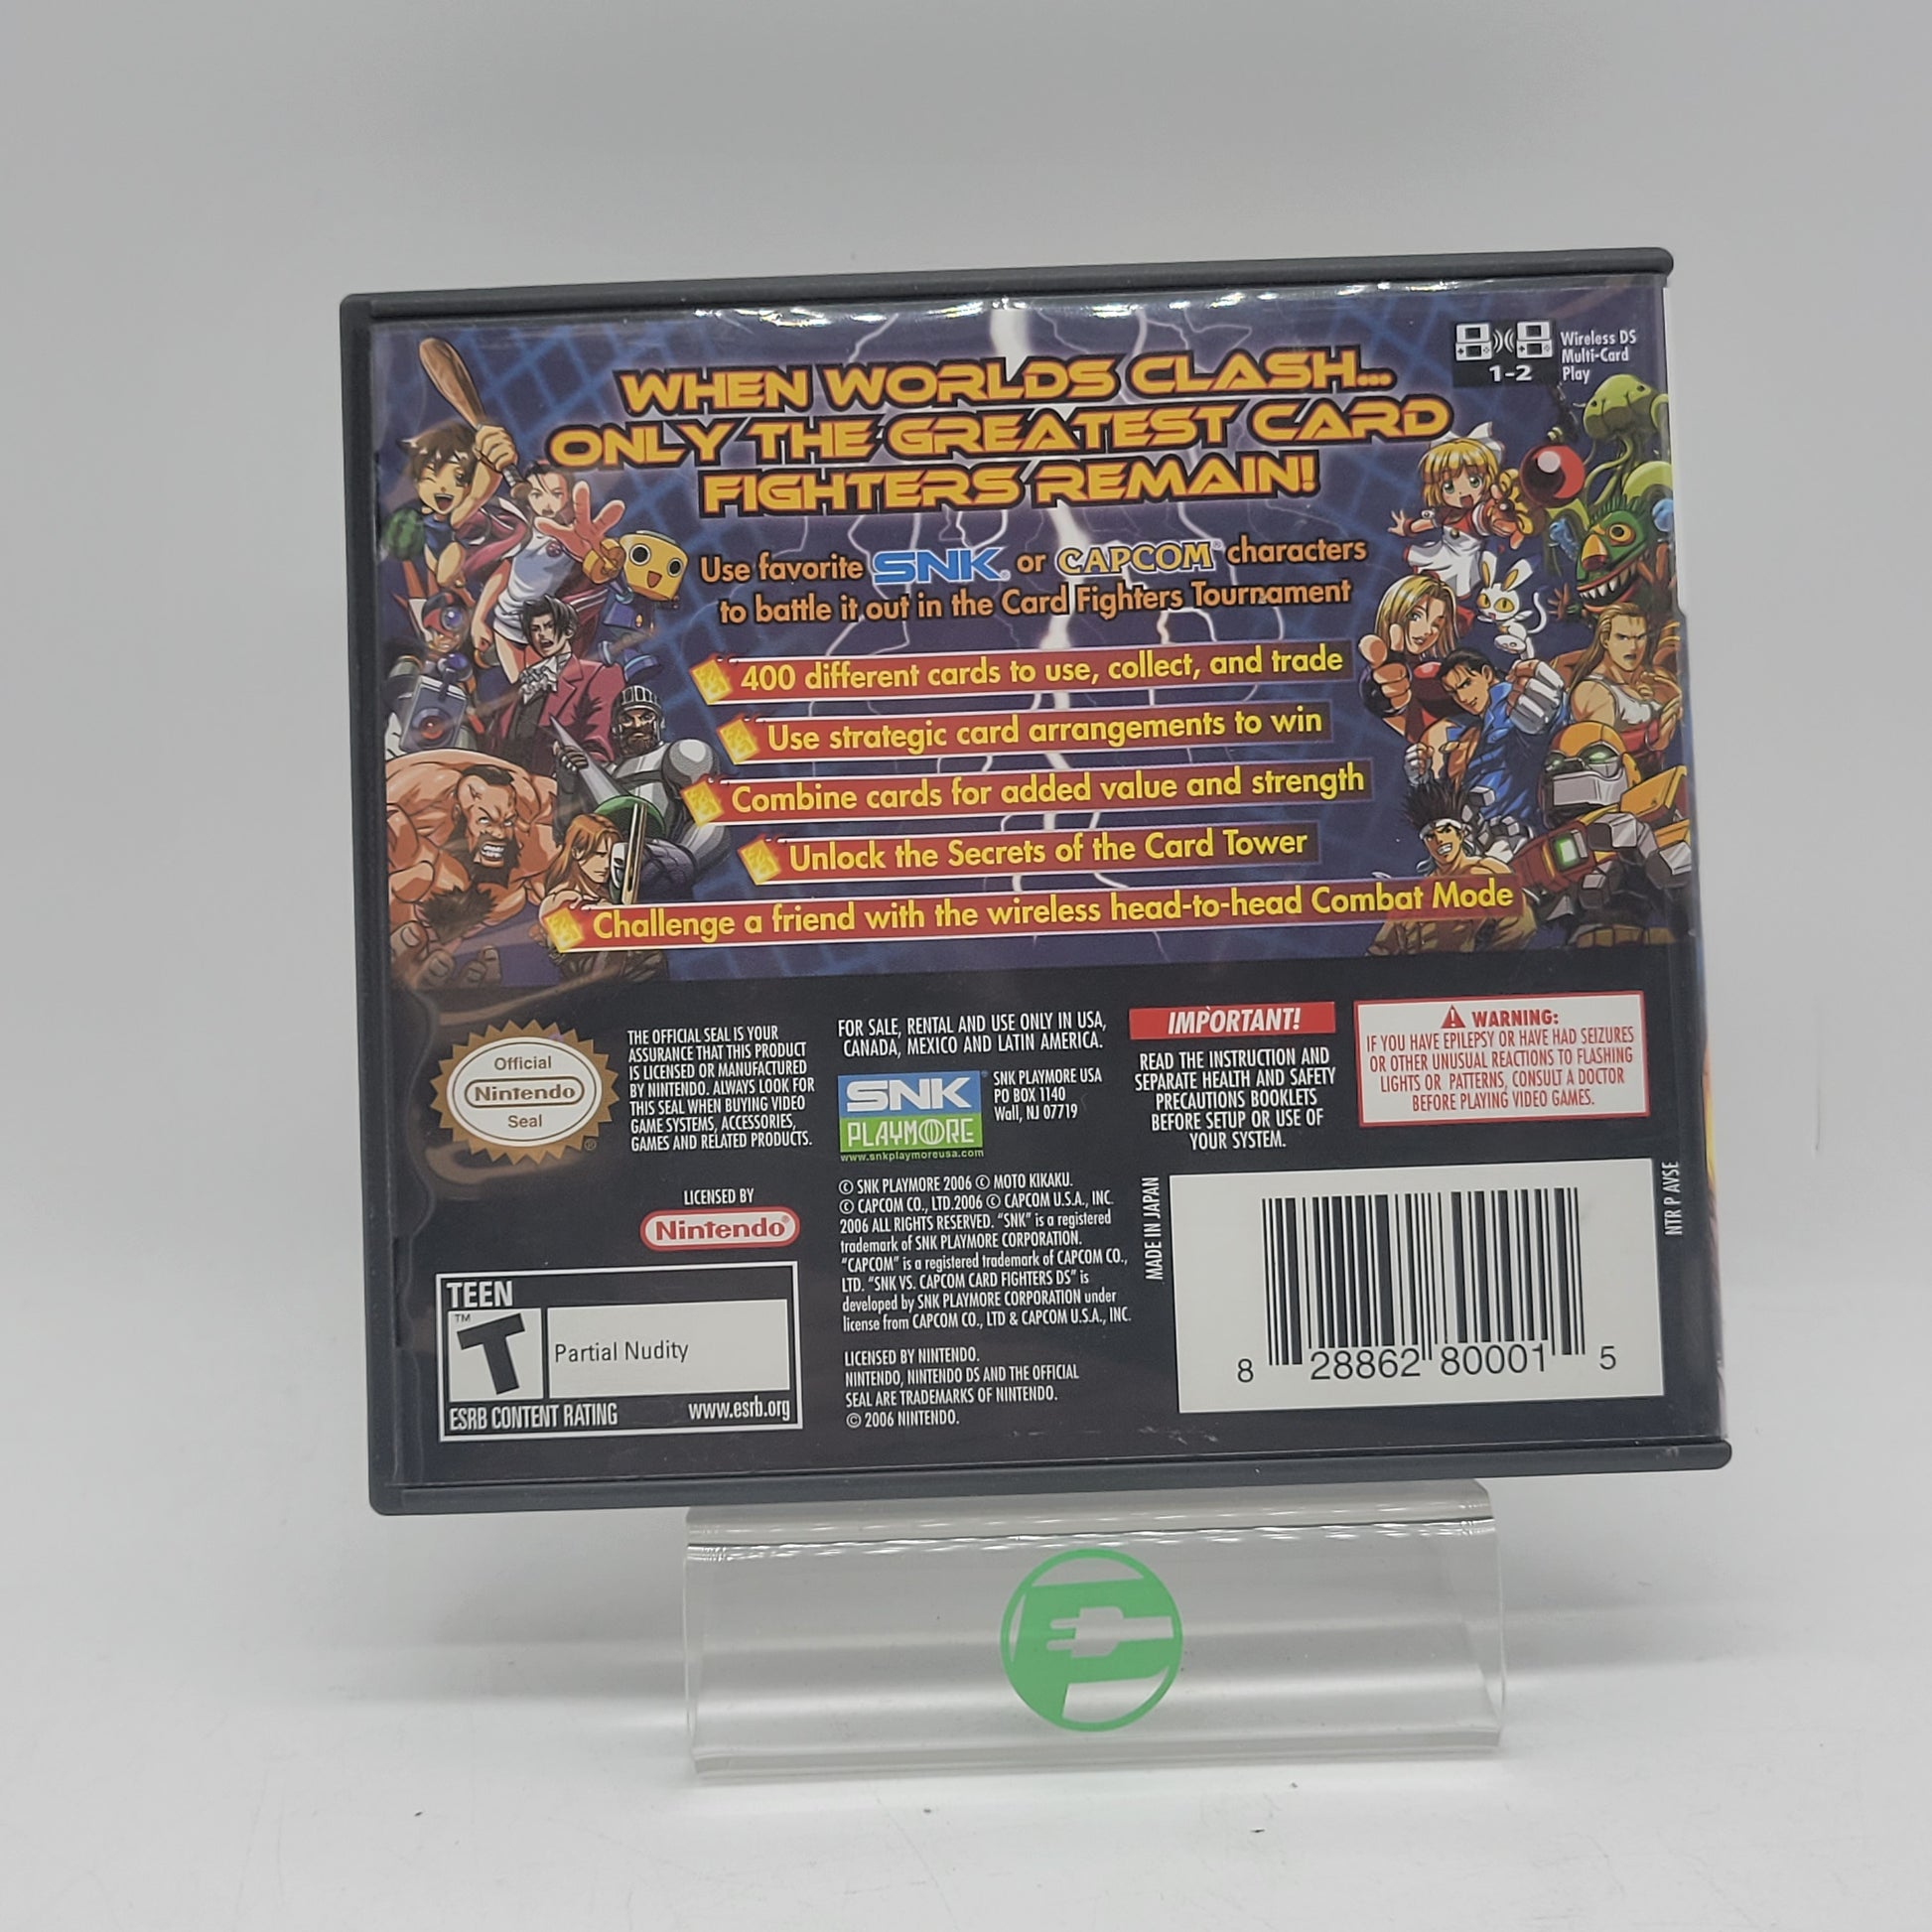 Wireless DS
Multi-Card
Play
1-2
WHEN WORLDS CLASH...
ONLY THE GREATEST CARD
FIGHTERS REMAIN!
Use favorite SNK® or CAPCOM® characters
to battle it out in the Card Fighters Tournament
400 different cards to use, collect, and trade
Use strategic card arrangements to win
Combine cards for added value and strength
Unlock the Secrets of the Card Tower
Challenge a friend with the wireless head-to-head Combat Mode
Official
Nintendo
Seal
®
THE OFFICIAL SEAL IS YOUR
ASSURANCE THAT THIS PRODUCT
IS LICENSED OR MANUFACTURED
BY NINTENDO. ALWAYS LOOK FOR
THIS SEAL WHEN BUYING VIDEO
GAME SYSTEMS, ACCESSORIES,
GAMES AND RELATED PRODUCTS.
LICENSED BY
Nintendo®
TEEN
™
T
Partial Nudity
ESRB CONTENT RATING www.esrb.org
FOR SALE, RENTAL AND USE ONLY IN USA,
CANADA, MEXICO AND LATIN AMERICA.
SNK®
PLAYMORE
www.snkplaymoreusa.com
SNK PLAYMORE USA
PO BOX 1140
Wall, NJ 07719
© SNK PLAYMORE 2006 © MOTO KIKAKU.
© CAPCOM CO., LTD.2006 © CAPCOM U.S.A., INC.
2006 ALL RIGHTS RESERVED. "SNK" is a registered
trademark of SNK PLAYMORE CORPORATION.
"CAPCOM" is a registered trademark of CAPCOM CO.,
LTD. "SNK VS. CAPCOM CARD FIGHTERS DS" is
developed by SNK PLAYMORE CORPORATION under
license from CAPCOM CO., LTD & CAPCOM U.S.A., INC.
LICENSED BY NINTENDO.
NINTENDO, NINTENDO DS AND THE OFFICIAL
SEAL ARE TRADEMARKS OF NINTENDO.
© 2006 NINTENDO.
IMPORTANT!
READ THE INSTRUCTION AND
SEPARATE HEALTH AND SAFETY
PRECAUTIONS BOOKLETS
BEFORE SETUP OR USE OF
YOUR SYSTEM.
WARNING:
IF YOU HAVE EPILEPSY OR HAVE HAD SEIZURES
OR OTHER UNUSUAL REACTIONS TO FLASHING
LIGHTS OR PATTERNS, CONSULT A DOCTOR
BEFORE PLAYING VIDEO GAMES.
MADE IN JAPAN
8 28862 80001 5
NTR P AVSE